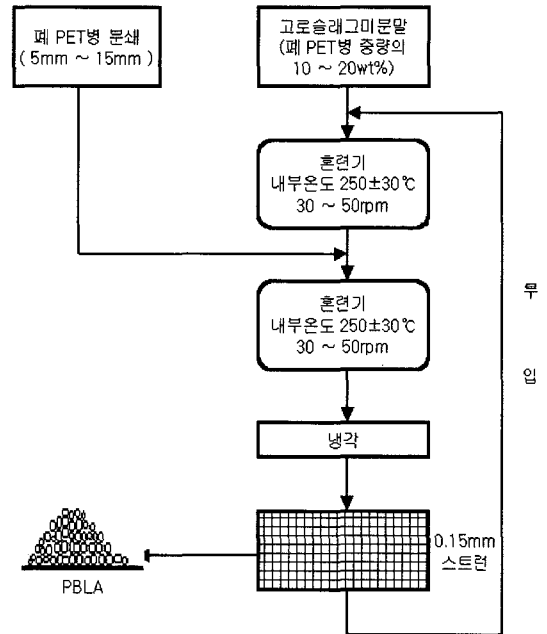 폐 PET병 분쇄
( 5mm ~ 15mm )
고로슬래그미분말
(폐 PET병 중량의
10 ~ 20wt%)
혼련기
내부온도 250±30℃
30 ~ 50rpm
혼련기
내부온도 250±30℃
30 ~ 50rpm
투
입
냉각
0.15mm
스트런
PBLA